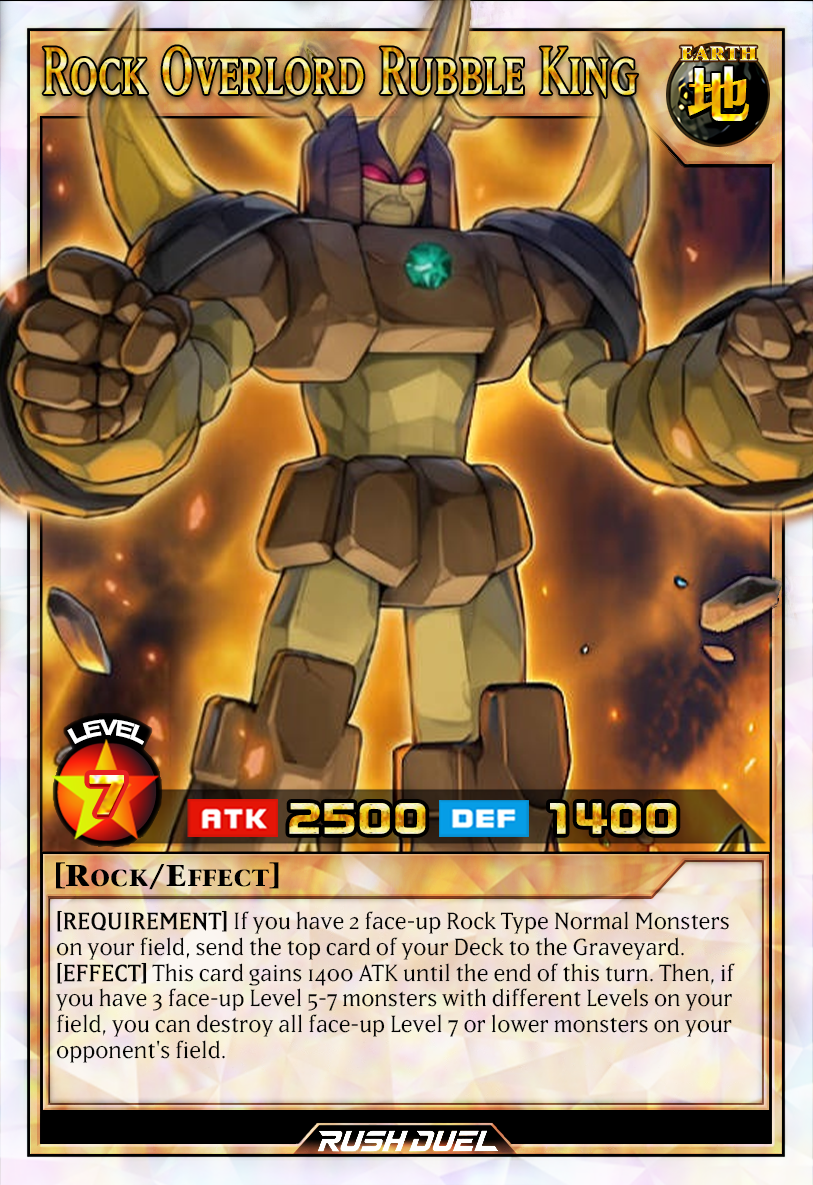 Rock Overlord Rubble King
EARTH
地
LEVEL
7
ATK 2500 DEF 1400
[Rock/Effect]
[REQUIREMENT] If you have 2 face-up Rock Type Normal Monsters
on your field, send the top card of your Deck to the Graveyard.
[EFFECT] This card gains 1400 ATK until the end of this turn. Then, if
you have 3 face-up Level 5-7 monsters with different Levels on your
field, you can destroy all face-up Level 7 or lower monsters on your
opponent's field.
RUSH DUEL